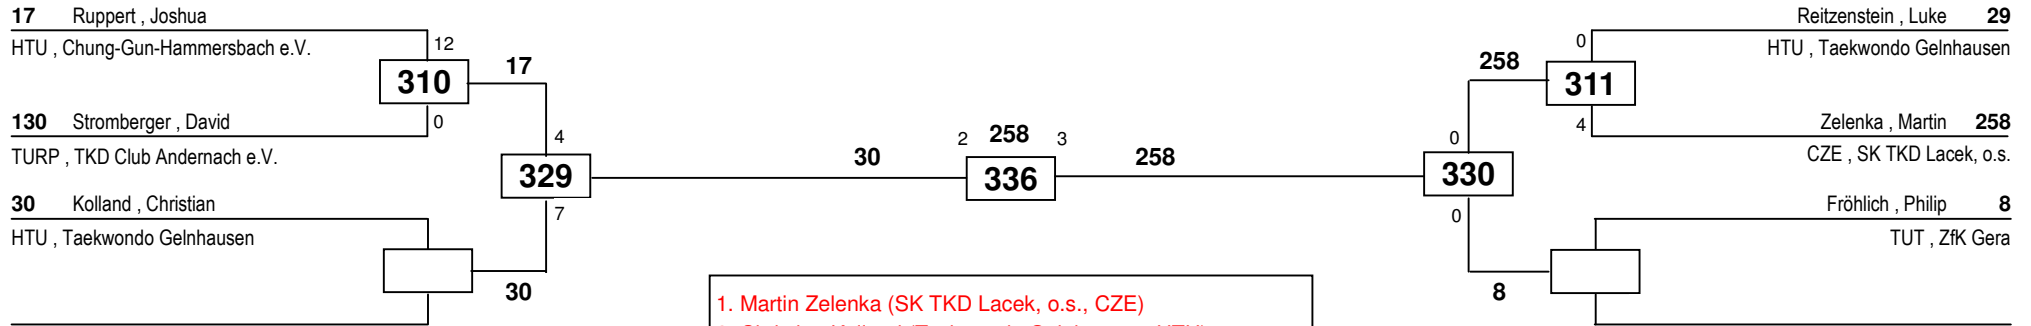 17 Ruppert , Joshua
HTU , Chung-Gun-Hammersbach e.V.
12
310
17
0
130 Stromberger , David
TURP , TKD Club Andernach e.V.
4
329
7
30 Kolland , Christian
HTU , Taekwondo Gelnhausen
30
30
2 258 3
336
258
1. Martin Zelenka (SK TKD Lacek, o.s., CZE)
Reitzenstein , Luke 29
HTU , Taekwondo Gelnhausen
0
258
311
4
Zelenka , Martin 258
CZE , SK TKD Lacek, o.s.
0
330
0
Fröhlich , Philip 8
TUT , ZfK Gera
8